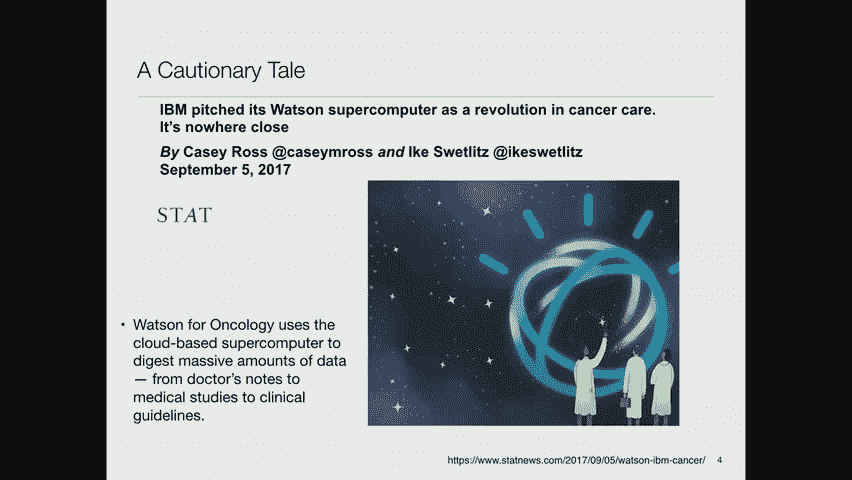 A Cautionary Tale
IBM pitched its Watson supercomputer as a revolution in cancer care.
It's nowhere close
By Casey Ross @caseymross and Ike Swetlitz @ikeswetlitz
September 5, 2017
STAT
• Watson for Oncology uses the
cloud-based supercomputer to
digest massive amounts of data
— from doctor's notes to
medical studies to clinical
guidelines.
https://www.statnews.com/2017/09/05/watson-ibm-cancer/ 4